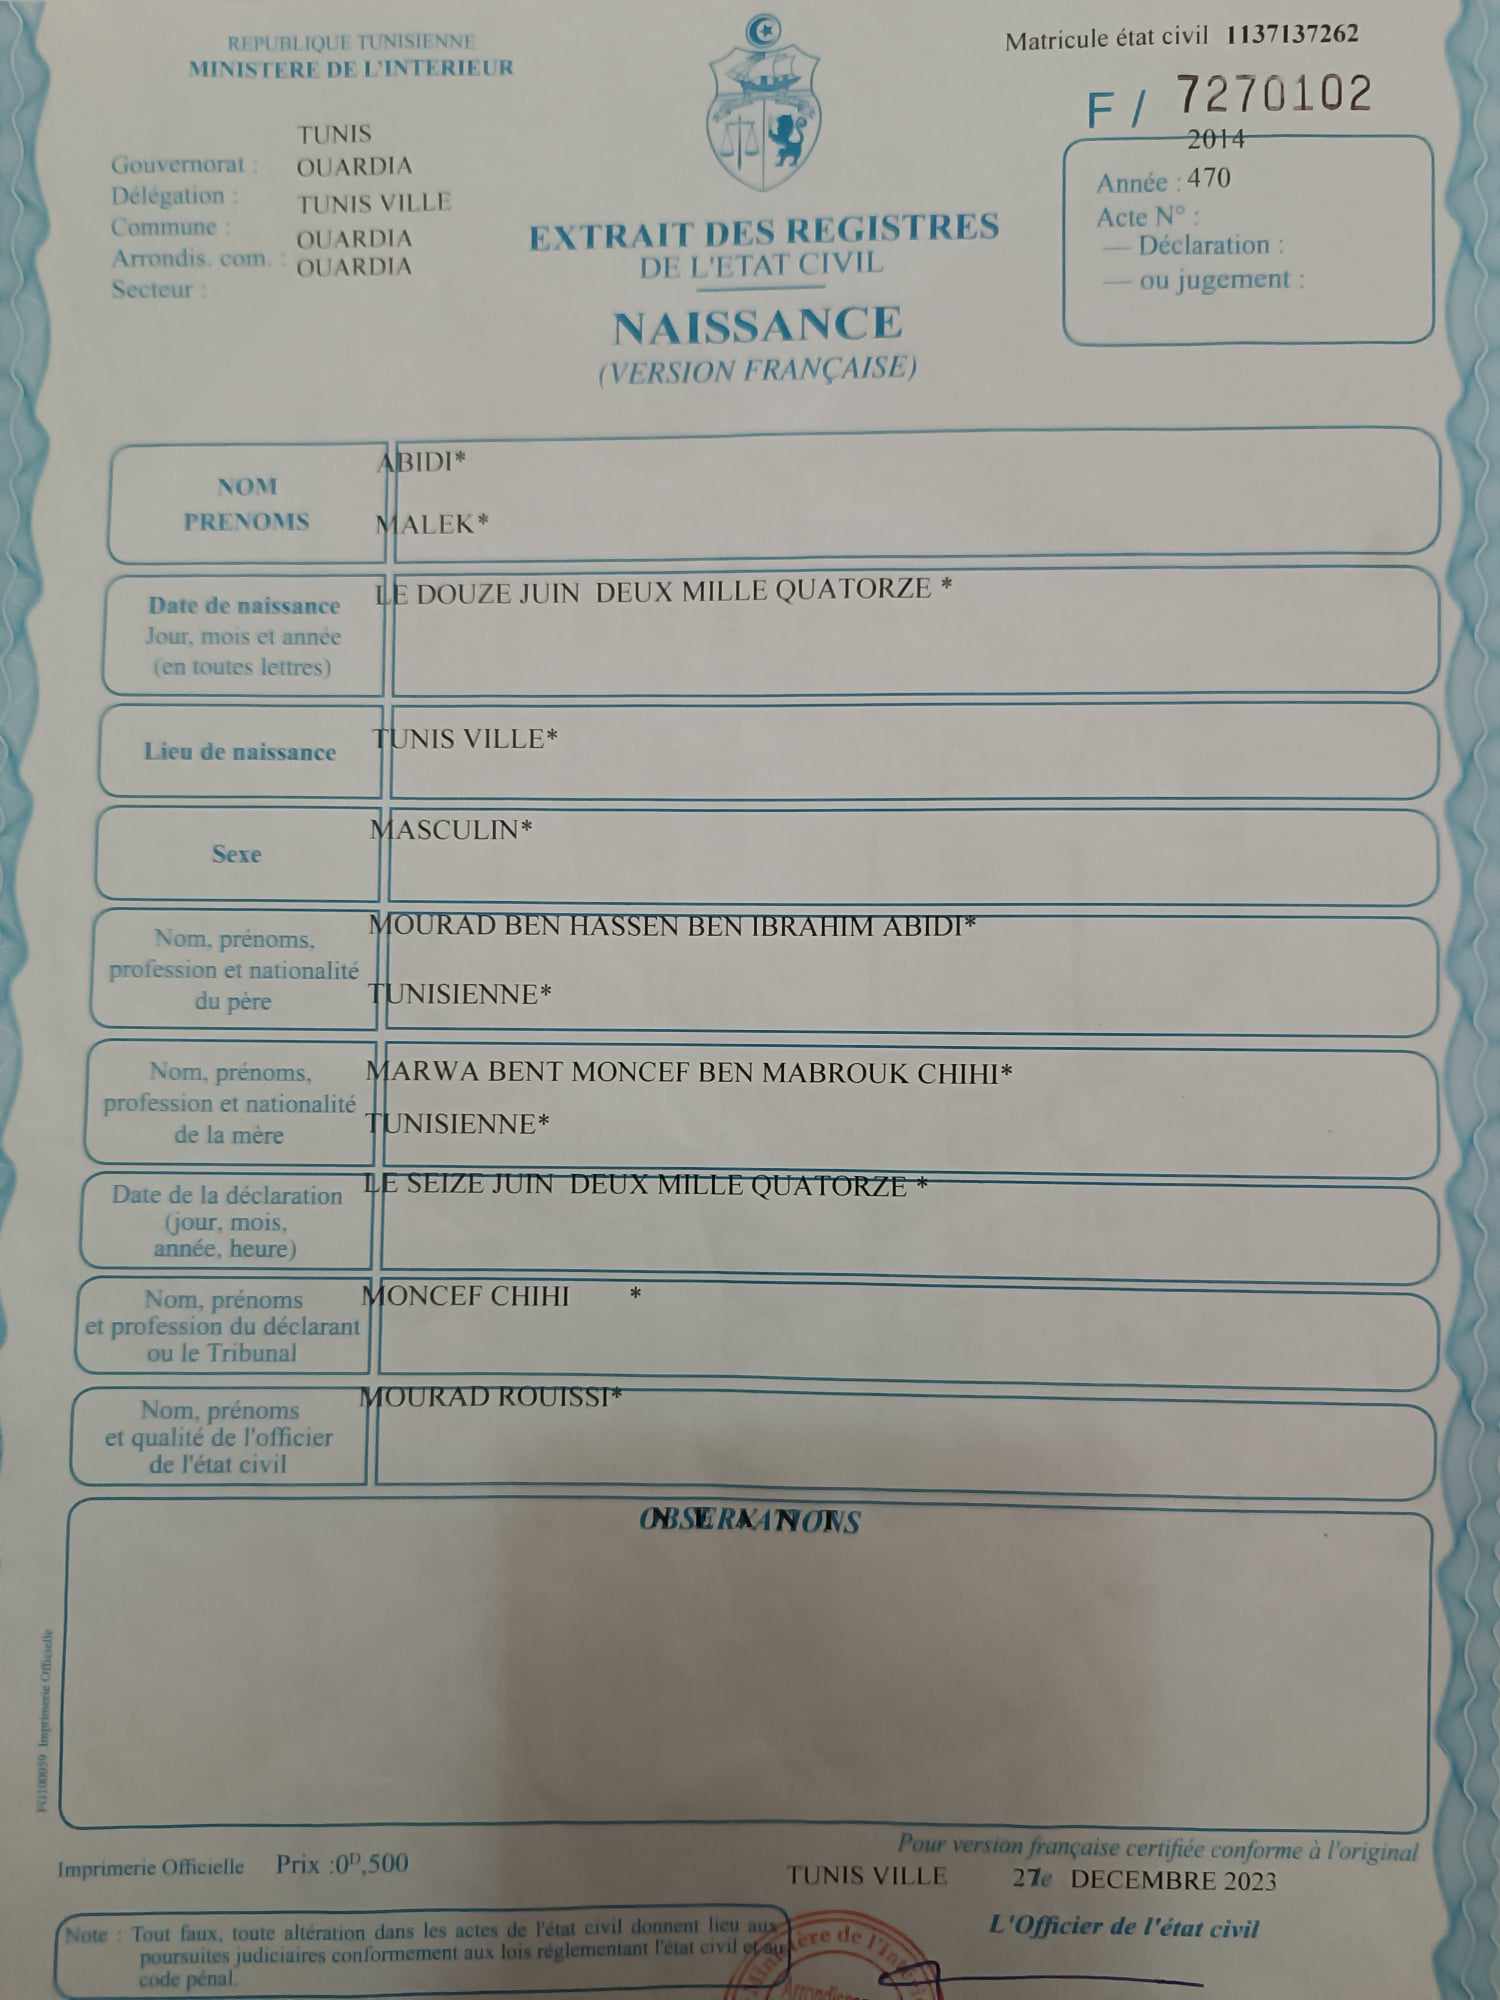 REPUBLIQUE TUNISIENNE
MINISTERE DE L'INTERIEUR
Matricule état civil 1137137262
F / 7270102
TUNIS
Gouvernorat : OUARDIA
Délégation : TUNIS VILLE
Commune : OUARDIA
Arrondis. com. : OUARDIA
Secteur :
2014
Année : 470
Acte N° :
— Déclaration :
— ou jugement :
EXTRAIT DES REGISTRES
DE L'ETAT CIVIL
NAISSANCE
(VERSION FRANÇAISE)
NOM
PRENOMS
ABIDI*
MALEK*
Date de naissance
Jour, mois et année
(en toutes lettres)
LE DOUZE JUIN DEUX MILLE QUATORZE *
Lieu de naissance
TUNIS VILLE*
Sexe
MASCULIN*
Nom, prénoms,
profession et nationalité
du père
MOURAD BEN HASSEN BEN IBRAHIM ABIDI*
TUNISIENNE*
Nom, prénoms,
profession et nationalité
de la mère
MARWA BENT MONCEF BEN MABROUK CHIHI*
TUNISIENNE*
Date de la déclaration
(jour, mois,
année, heure)
LE SEIZE JUIN DEUX MILLE QUATORZE *
Nom, prénoms
et profession du déclarant
ou le Tribunal
MONCEF CHIHI *
Nom, prénoms
et qualité de l'officier
de l'état civil
MOURAD ROUISSI*
OBSERVATIONS
N E A N T
FG100059 Imprimerie Officielle
Imprimerie Officielle Prix :0D,500
Pour version française certifiée conforme à l'original
TUNIS VILLE 27 DECEMBRE 2023
L'Officier de l'état civil
Note : Tout faux, toute altération dans les actes de l'état civil donnent lieu aux
poursuites judiciaires conformement aux lois réglementant l'état civil et au
code pénal.
Ministère de l'Intérieur